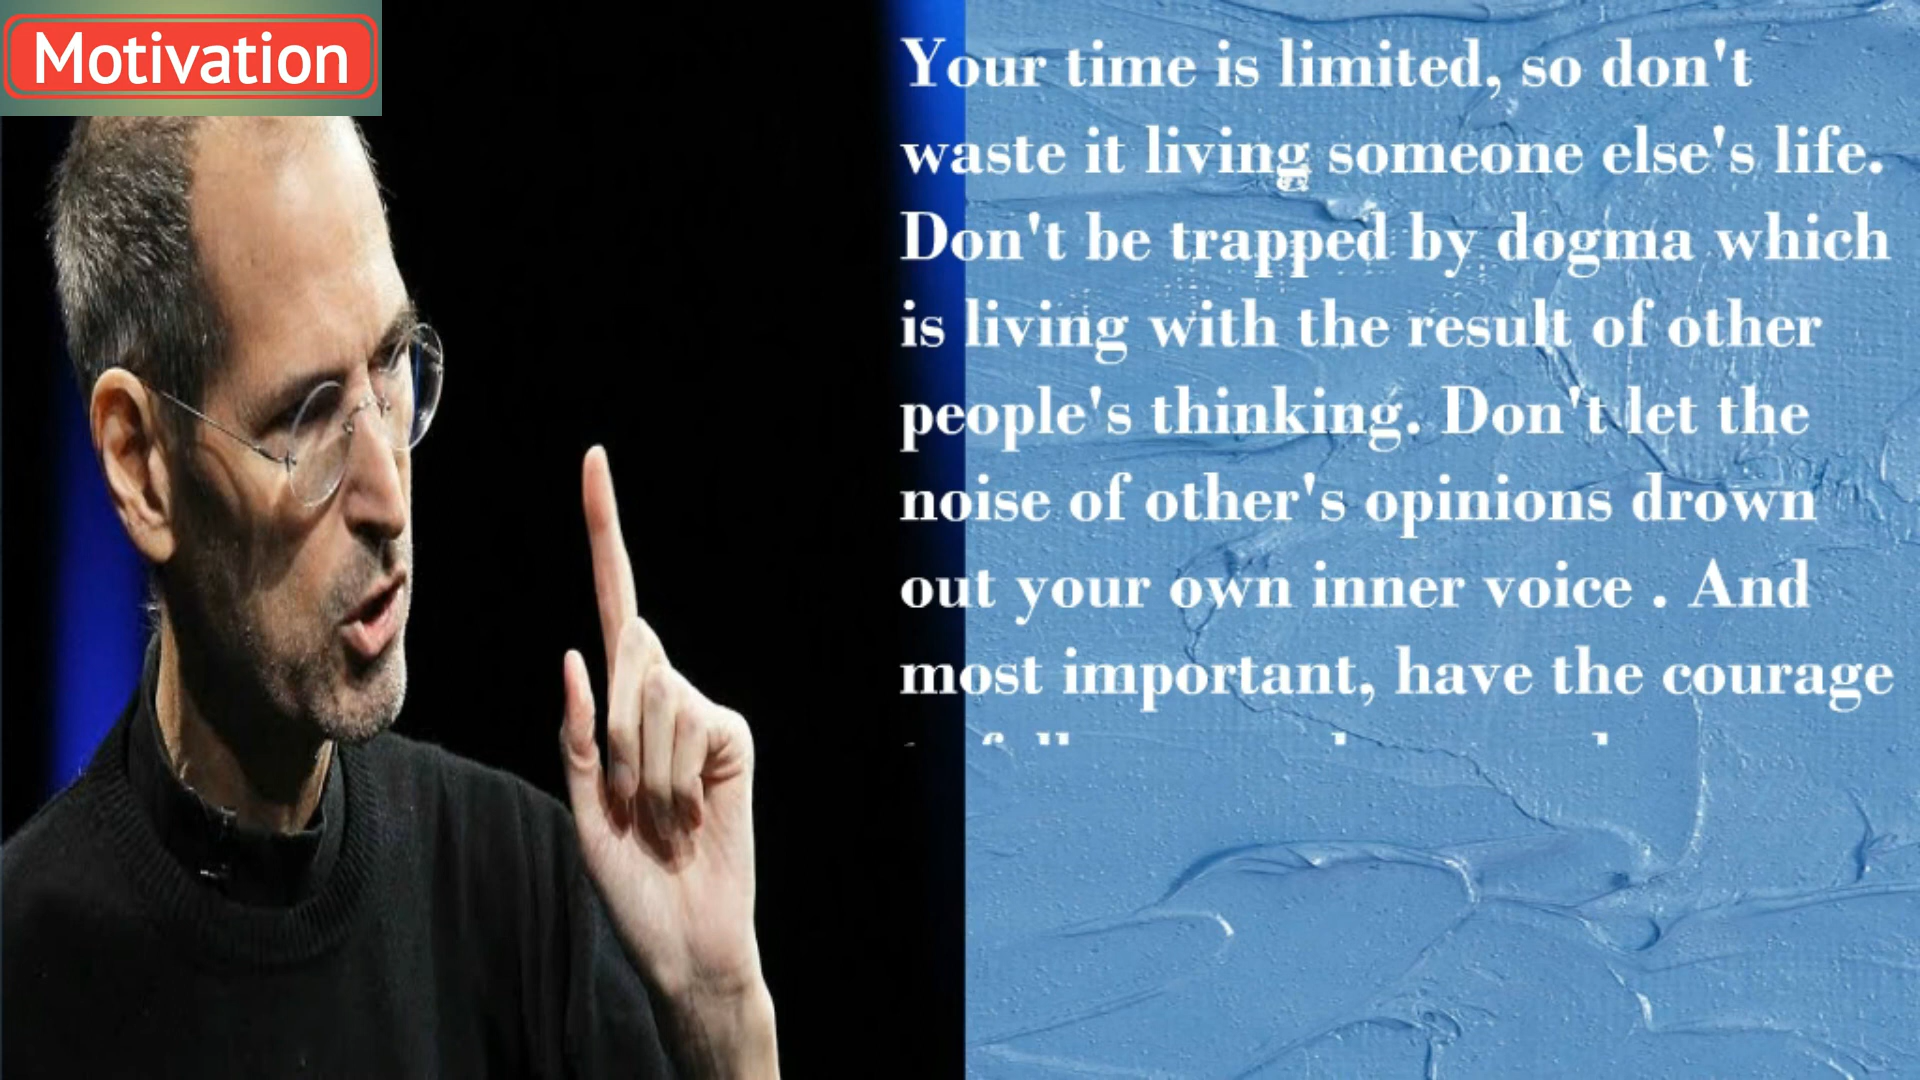 Motivation
Your time is limited, so don't
waste it living someone else's life.
Don't be trapped by dogma which
is living with the result of other
people's thinking. Don't let the
noise of other's opinions drown
out your own inner voice . And
most important, have the courage